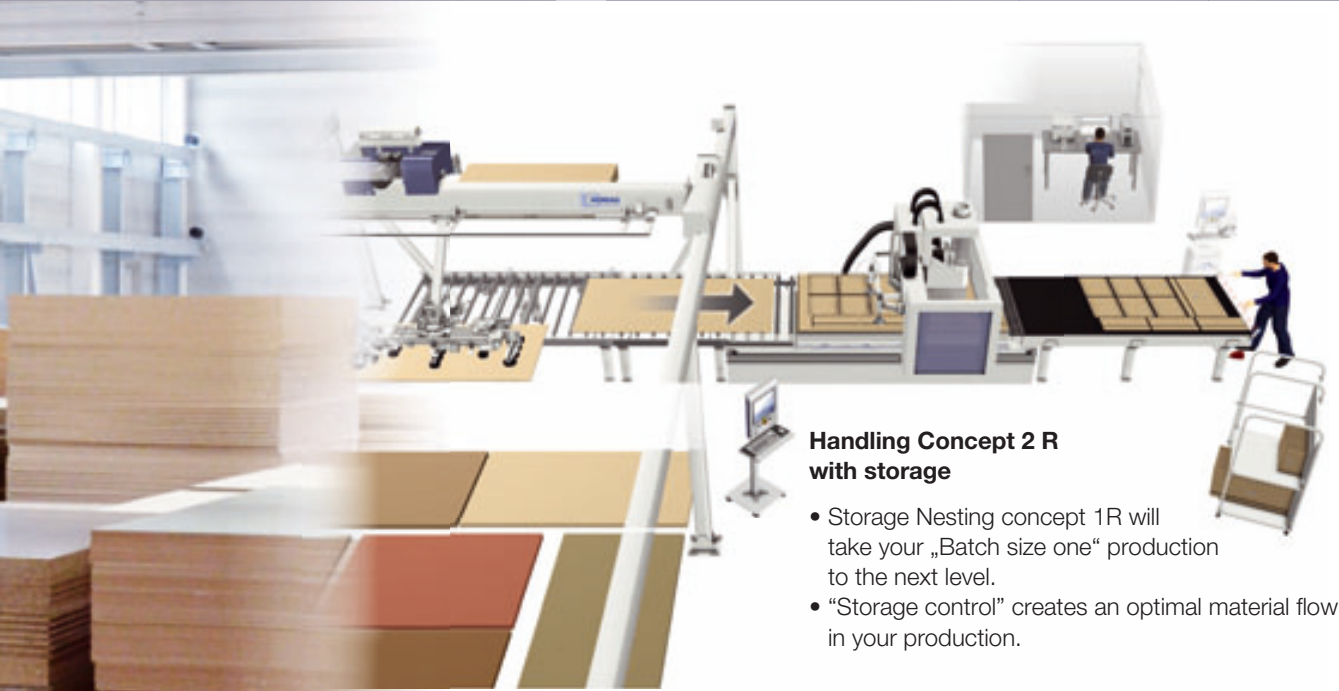 HOMAG
Handling Concept 2 R
with storage
• Storage Nesting concept 1R will
take your „Batch size one“ production
to the next level.
• “Storage control” creates an optimal material flow
in your production.